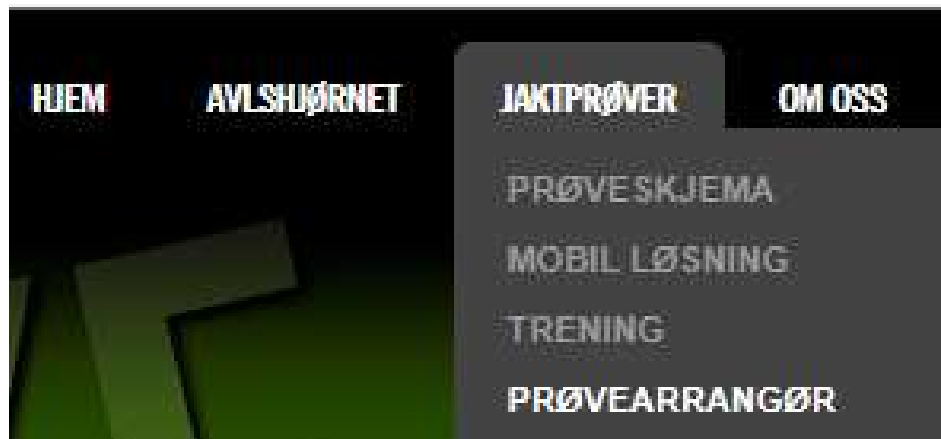 HJEM AVLSHJØRNET JAKTPRØVER OM OSS
PRØVESKJEMA
MOBIL LØSNING
TRENING
PRØVEARRANGØR